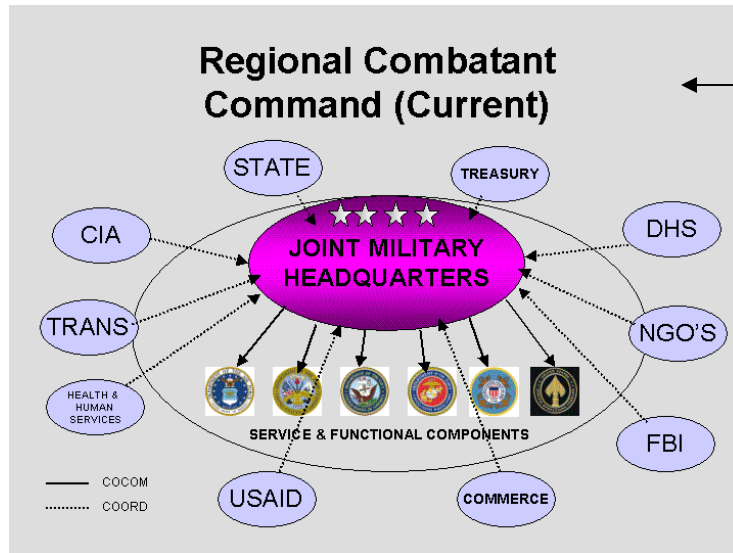 Regional Combatant
Command (Current)
STATE
TREASURY
CIA
JOINT MILITARY
HEADQUARTERS
DHS
TRANS
NGO'S
HEALTH &
HUMAN
SERVICES
SERVICE & FUNCTIONAL COMPONENTS
FBI
COCOM
COORD
USAID
COMMERCE